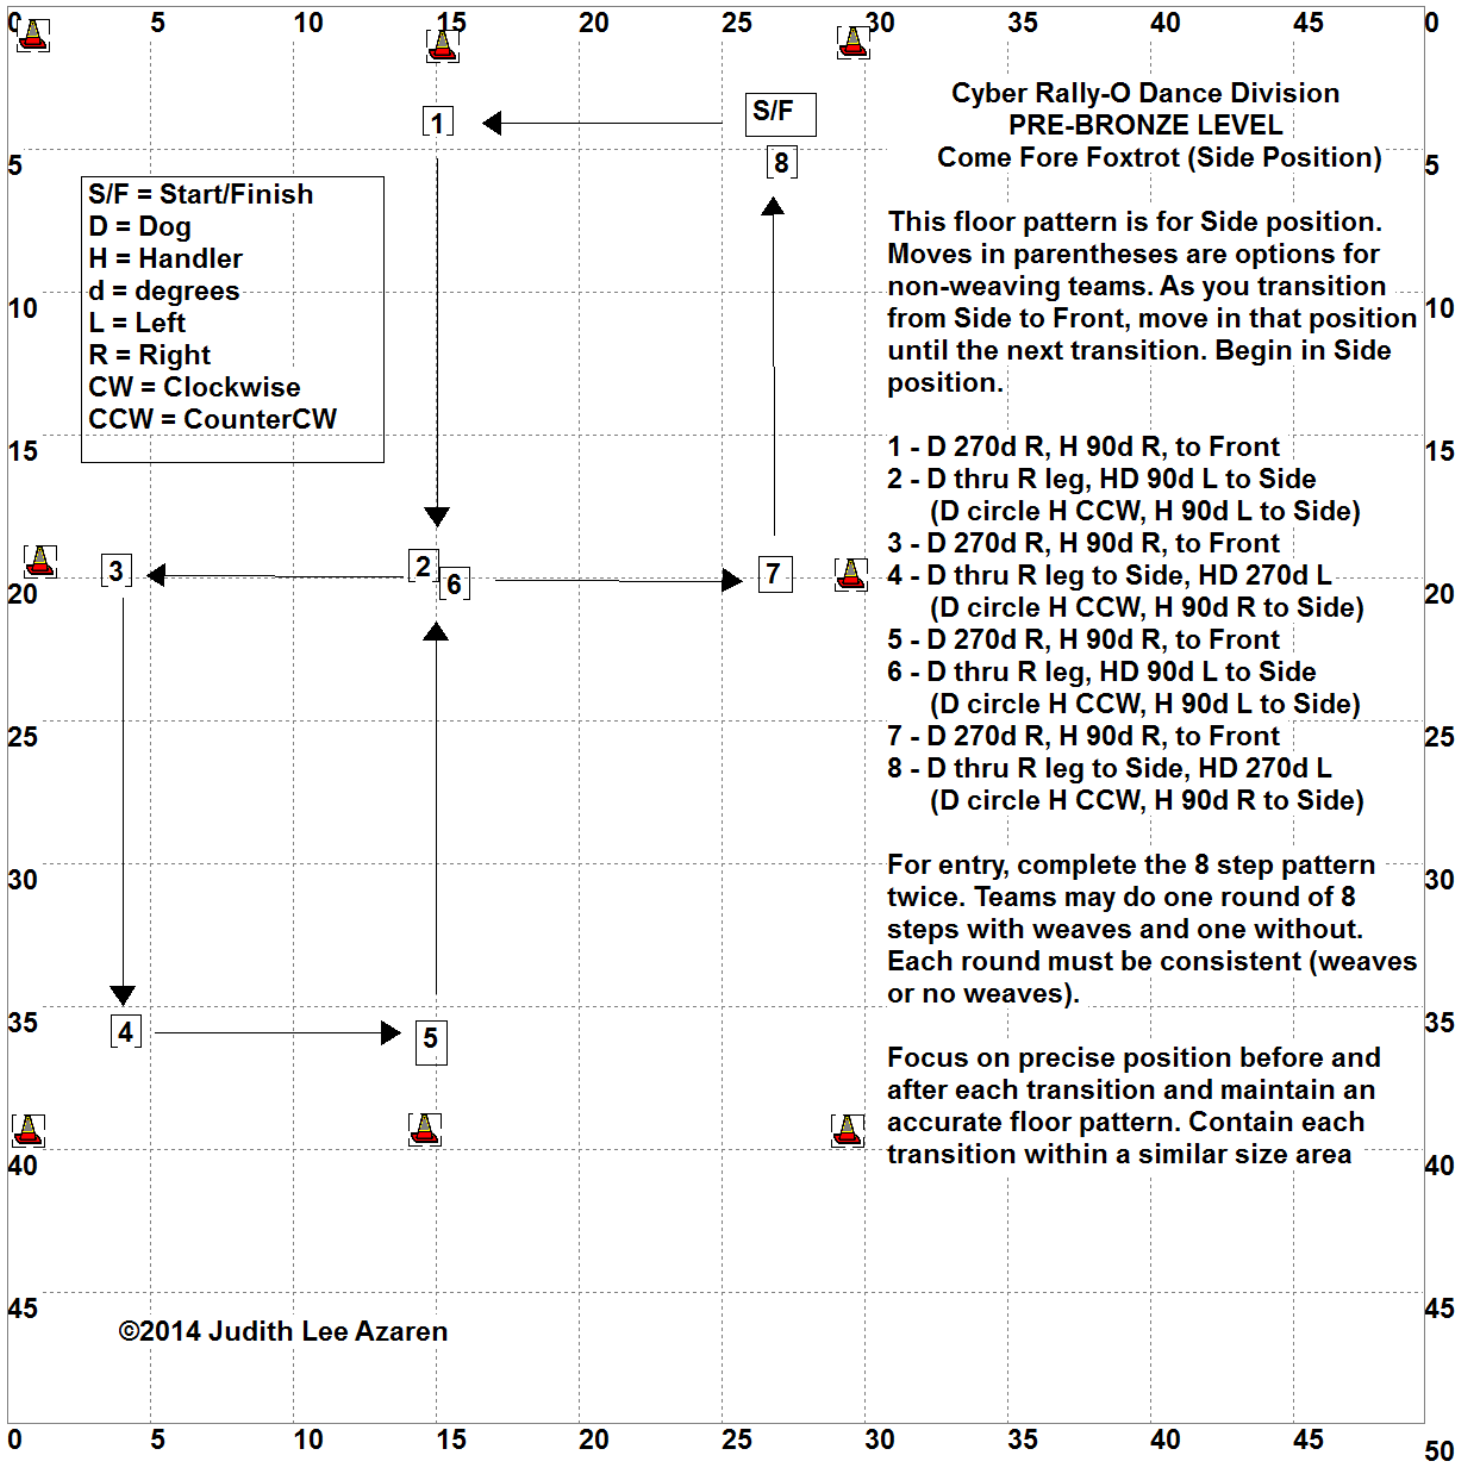 0 5 10 15 20 25 30 35 40 45 0
Cyber Rally-O Dance Division
PRE-BRONZE LEVEL
Come Fore Foxtrot (Side Position)
S/F
1
8
5 5
S/F = Start/Finish
D = Dog
H = Handler
d = degrees
L = Left
R = Right
CW = Clockwise
CCW = CounterCW
This floor pattern is for Side position.
Moves in parentheses are options for
non-weaving teams. As you transition
from Side to Front, move in that position
until the next transition. Begin in Side
position.
10 10
15 15
1 - D 270d R, H 90d R, to Front
2 - D thru R leg, HD 90d L to Side
(D circle H CCW, H 90d L to Side)
3 - D 270d R, H 90d R, to Front
4 - D thru R leg to Side, HD 270d L
(D circle H CCW, H 90d R to Side)
5 - D 270d R, H 90d R, to Front
6 - D thru R leg, HD 90d L to Side
(D circle H CCW, H 90d L to Side)
7 - D 270d R, H 90d R, to Front
8 - D thru R leg to Side, HD 270d L
(D circle H CCW, H 90d R to Side)
3 2 6 7
20 20
25 25
For entry, complete the 8 step pattern
twice. Teams may do one round of 8
steps with weaves and one without.
Each round must be consistent (weaves
or no weaves).
30 30
35 35
4 5
Focus on precise position before and
after each transition and maintain an
accurate floor pattern. Contain each
transition within a similar size area
40 40
45 45
©2014 Judith Lee Azaren
0 5 10 15 20 25 30 35 40 45 50